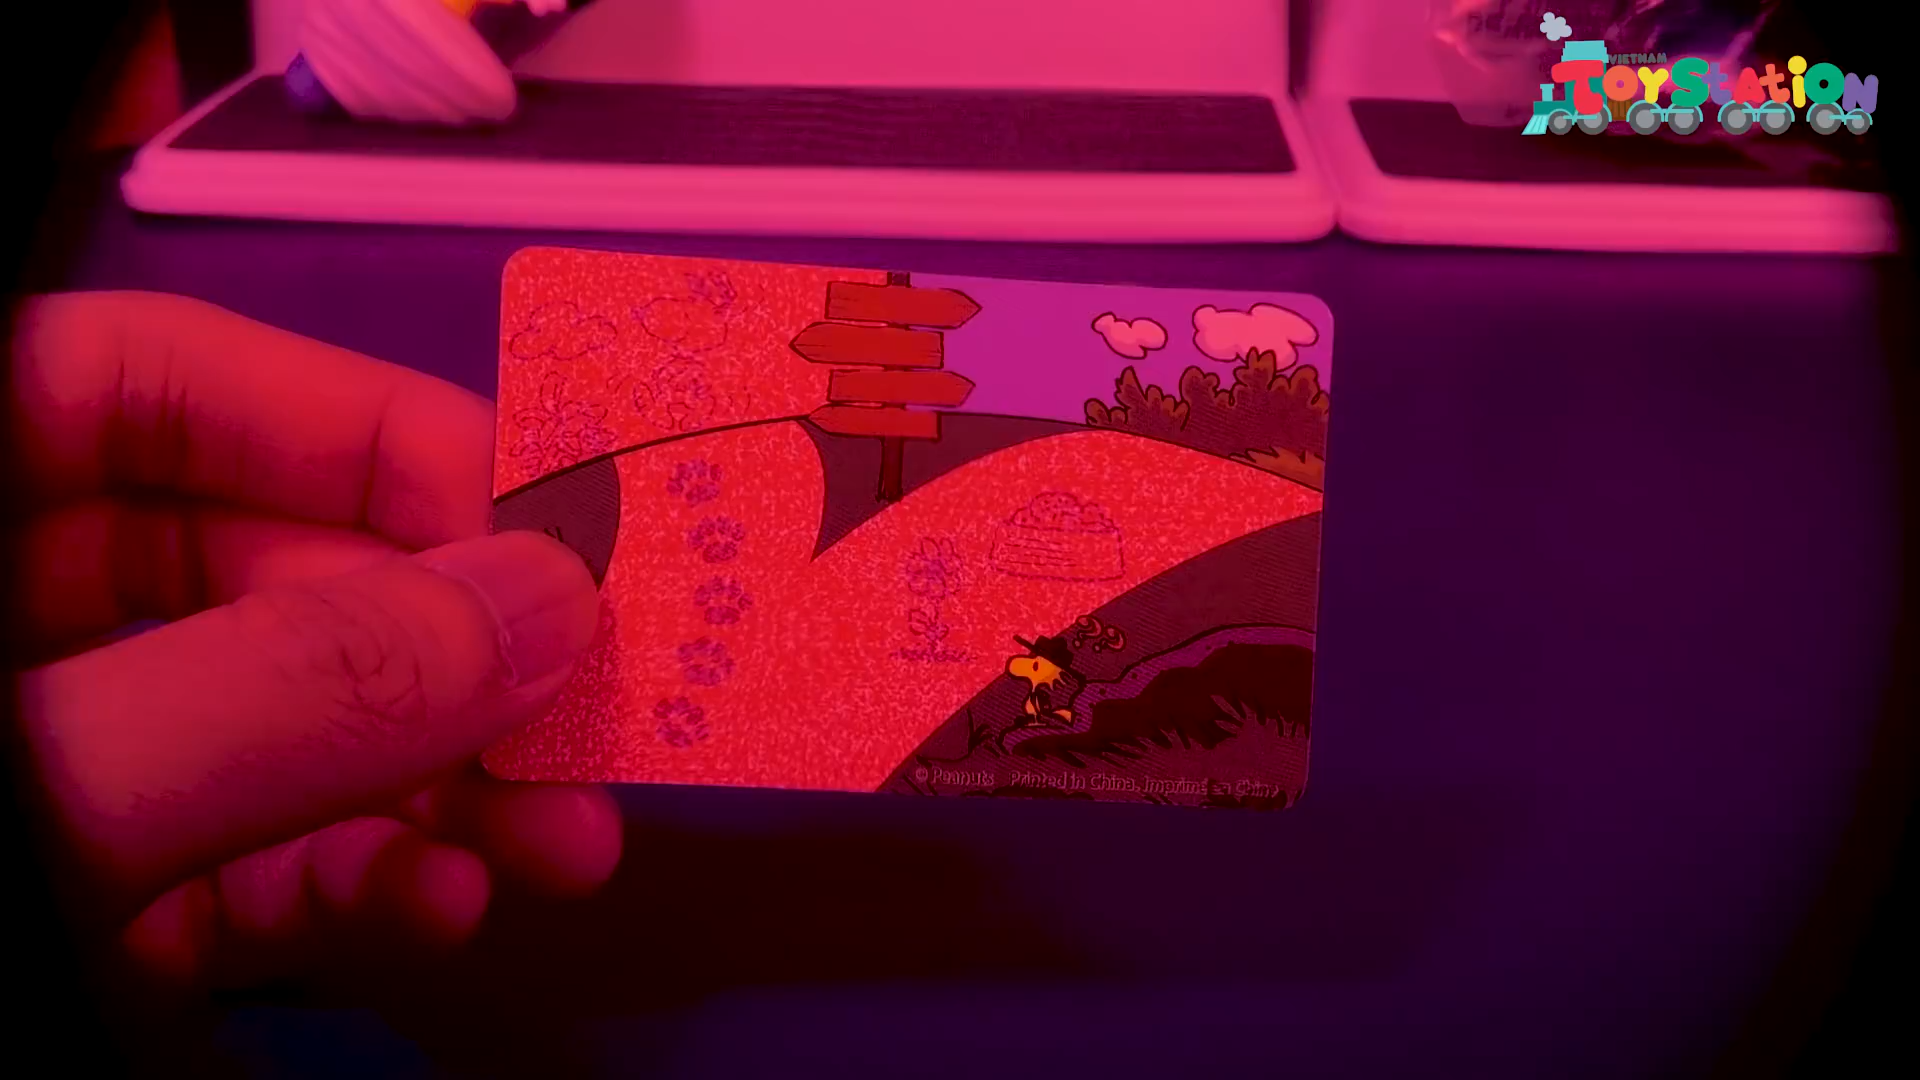 VIETNAM
ToyStation
© Peanuts Printed in China. Imprimé en Chine